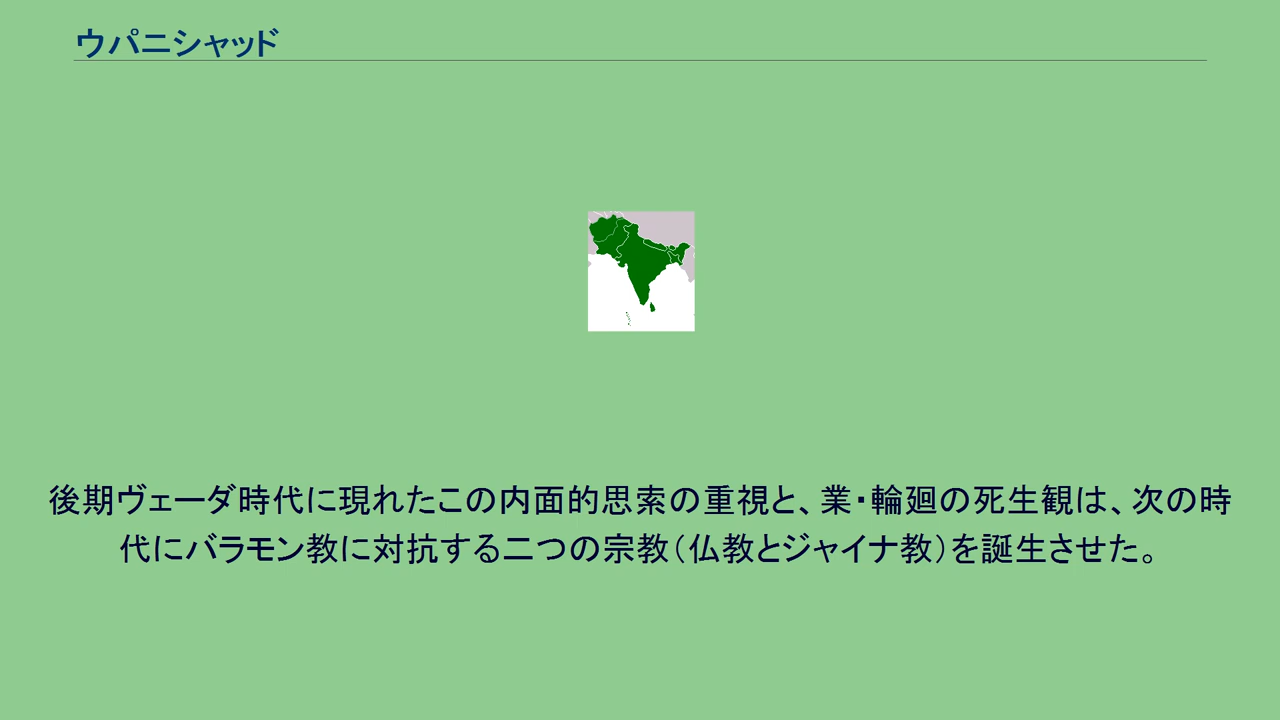 ウパニシャッド
後期ヴェーダ時代に現れたこの内面的思索の重視と、業・輪廻の死生観は、次の時
代にバラモン教に対抗する二つの宗教（仏教とジャイナ教）を誕生させた。